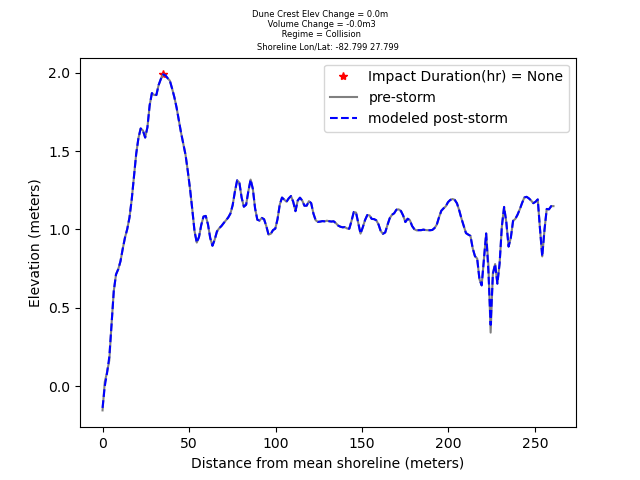 Dune Crest Elev Change = 0.0m
Volume Change = -0.0m3
Regime = Collision
Shoreline Lon/Lat: -82.799 27.799
Impact Duration(hr) = None
pre-storm
modeled post-storm
Elevation (meters)
2.0
1.5
1.0
0.5
0.0
0 50 100 150 200 250
Distance from mean shoreline (meters)